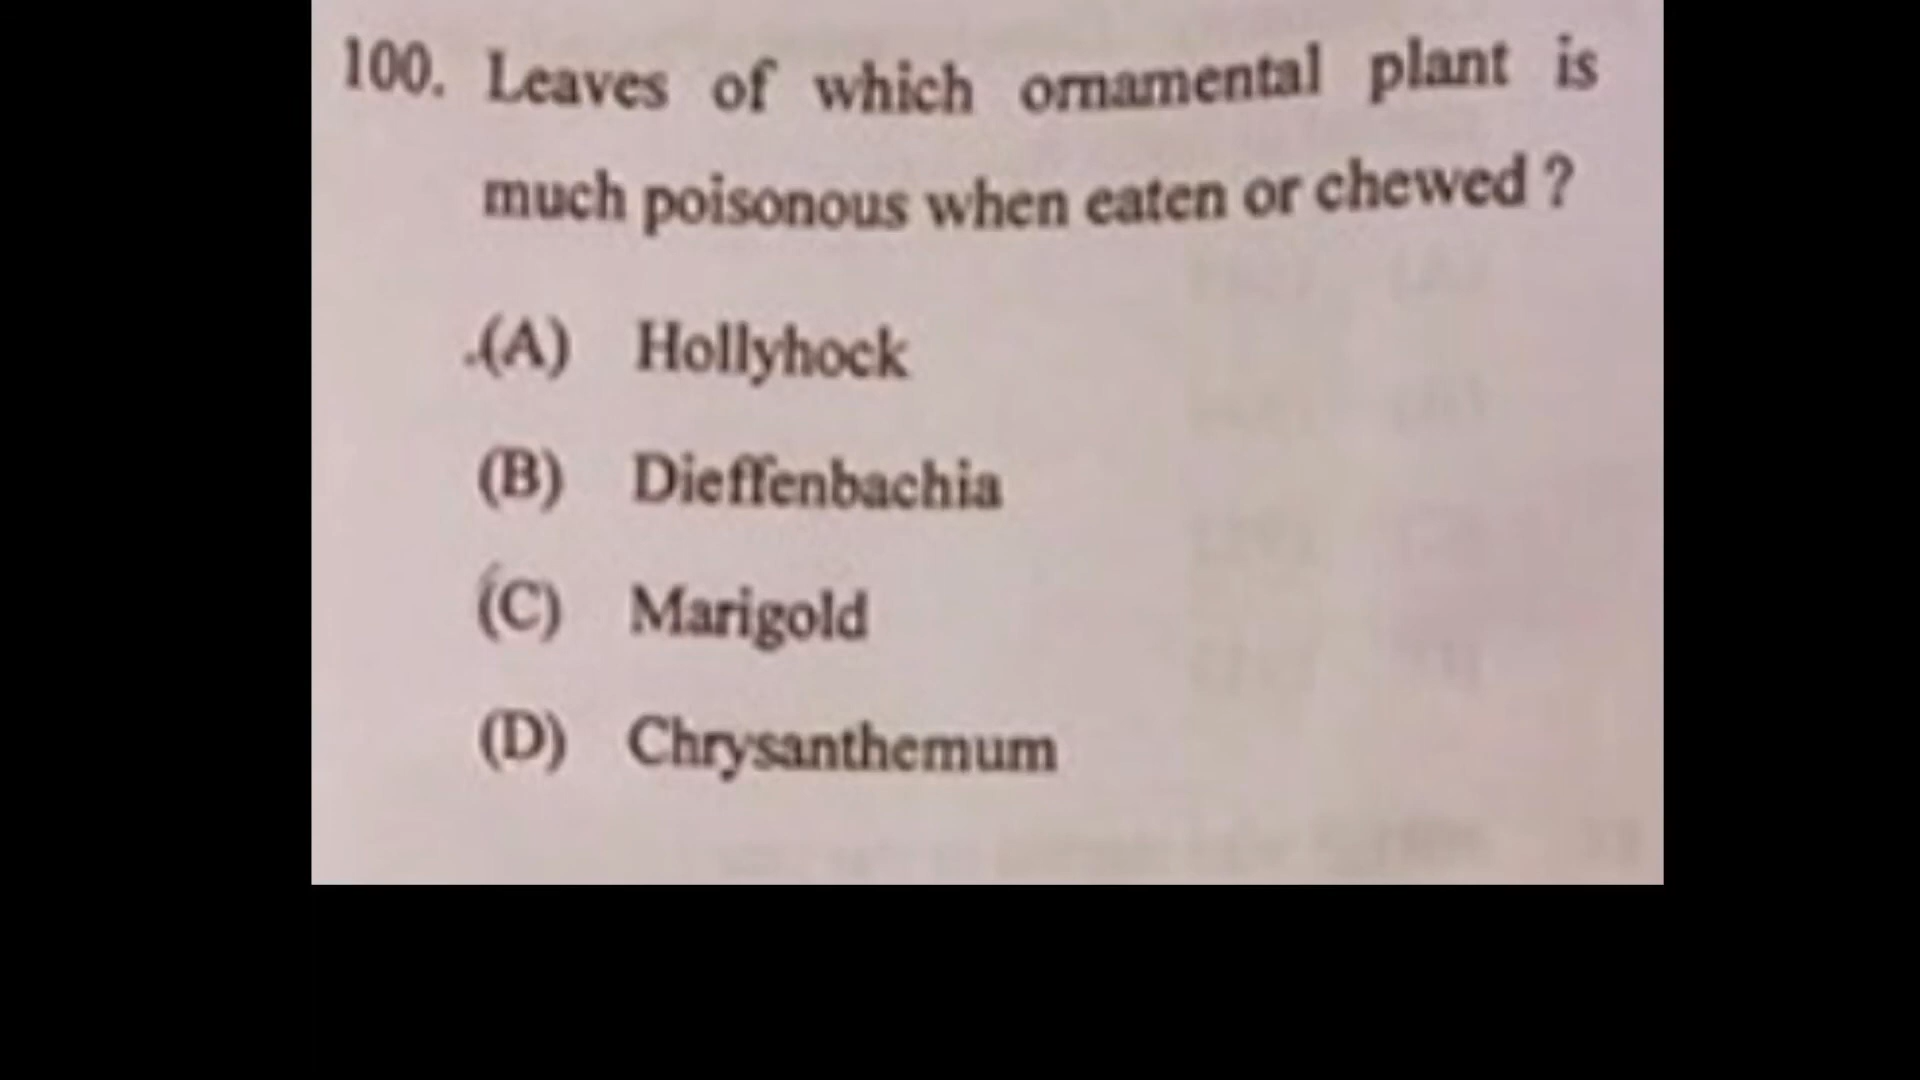 100. Leaves of which ornamental plant is
much poisonous when eaten or chewed ?
(A) Hollyhock
(B) Dieffenbachia
(C) Marigold
(D) Chrysanthemum